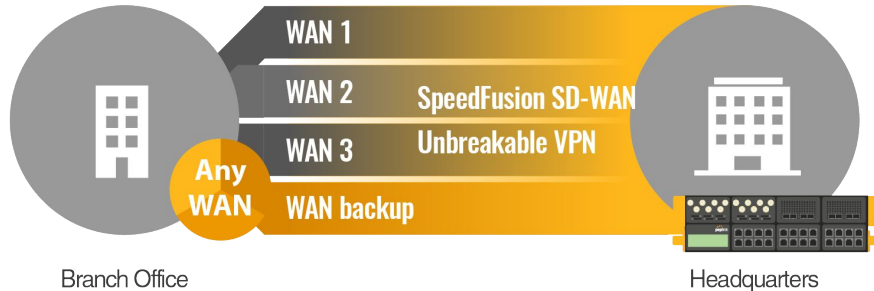 WAN 1
WAN 2
SpeedFusion SD-WAN
WAN 3
Unbreakable VPN
Any
WAN
WAN backup
Branch Office
Headquarters